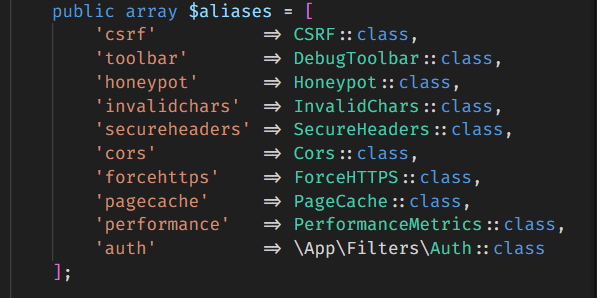 public array $aliases = [
    'csrf'          => CSRF::class,
    'toolbar'       => DebugToolbar::class,
    'honeypot'      => Honeypot::class,
    'invalidchars'  => InvalidChars::class,
    'secureheaders' => SecureHeaders::class,
    'cors'          => Cors::class,
    'forcehttps'    => ForceHTTPS::class,
    'pagecache'     => PageCache::class,
    'performance'   => PerformanceMetrics::class,
    'auth'          => \App\Filters\Auth::class
];